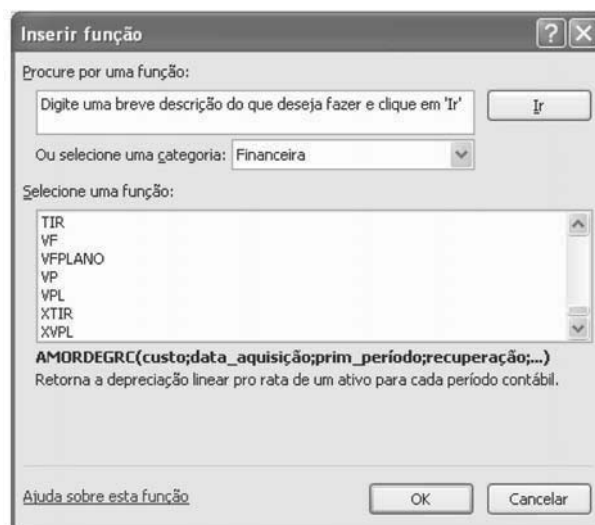 Inserir função
Procure por uma função:
Digite uma breve descrição do que deseja fazer e clique em 'Ir'
Ir
Ou selecione uma categoria: Financeira
Selecione uma função:
TIR
VF
VFPLANO
VP
VPL
XTIR
XVPL
AMORDEGRC(custo;data_aquisição;prim_período;recuperação;...)
Retorna a depreciação linear pro rata de um ativo para cada período contábil.
Ajuda sobre esta função
OK
Cancelar